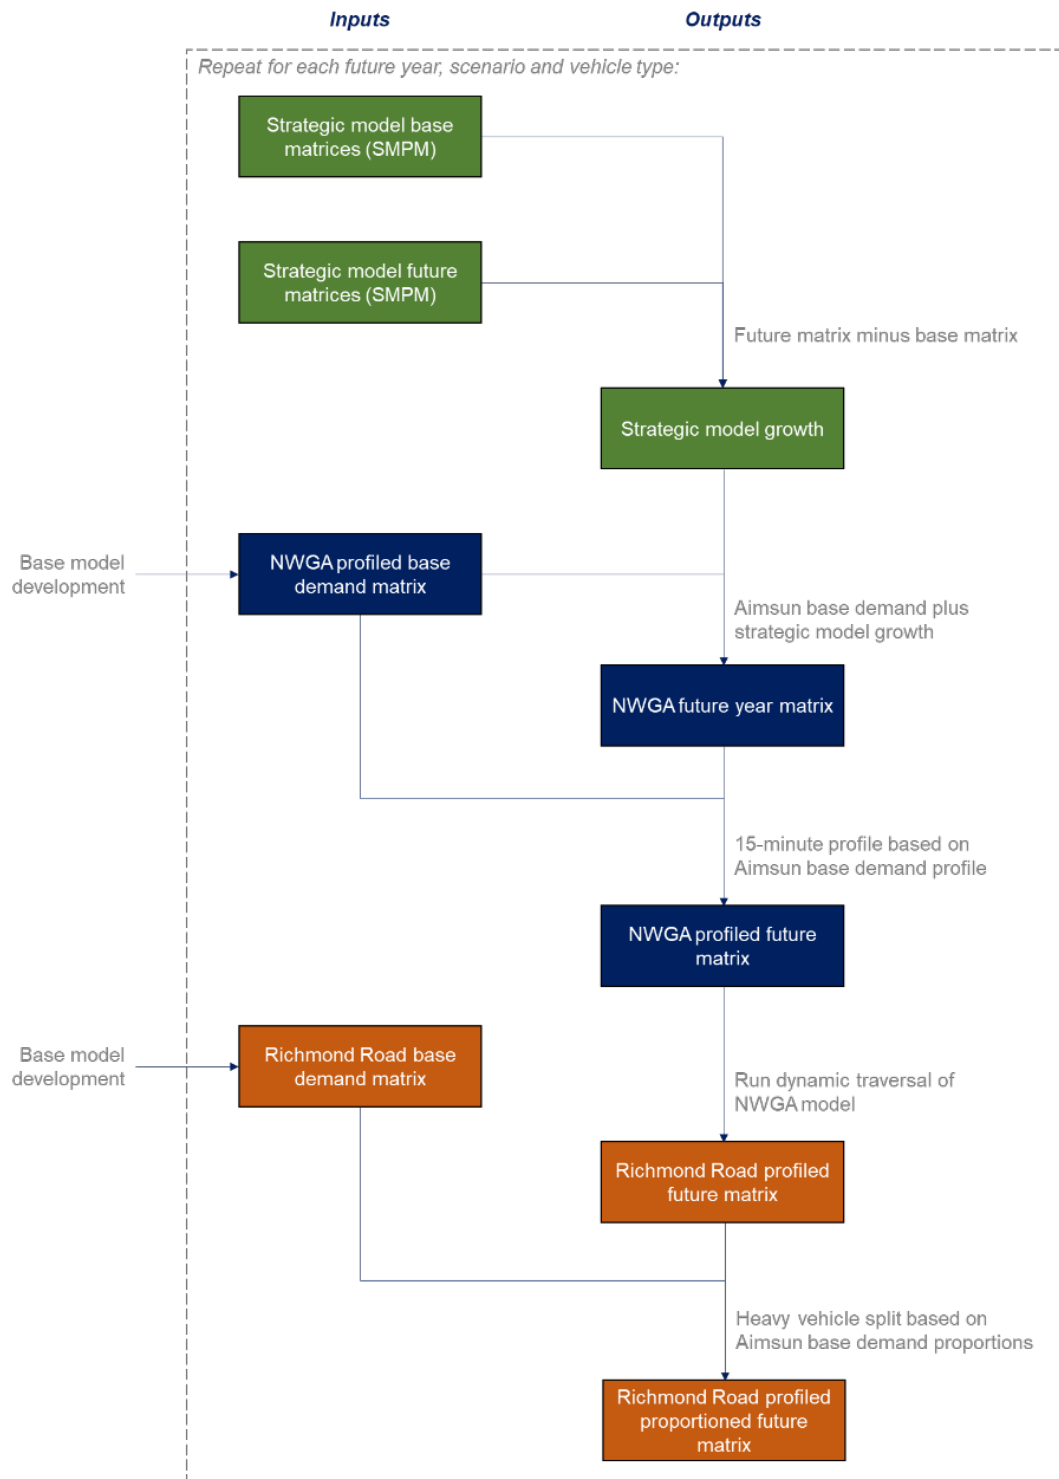 Inputs
Outputs
Repeat for each future year, scenario and vehicle type:
Strategic model base
matrices (SMPM)
Strategic model future
matrices (SMPM)
Future matrix minus base matrix
Strategic model growth
Base model
development
NWGA profiled base
demand matrix
Aimsun base demand plus
strategic model growth
NWGA future year matrix
15-minute profile based on
Aimsun base demand profile
NWGA profiled future
matrix
Base model
development
Richmond Road base
demand matrix
Run dynamic traversal of
NWGA model
Richmond Road profiled
future matrix
Heavy vehicle split based on
Aimsun base demand proportions
Richmond Road profiled
proportioned future
matrix